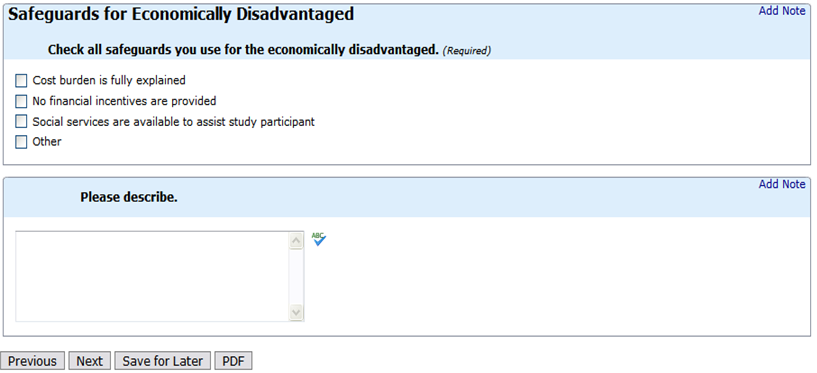 Safeguards for Economically Disadvantaged
Add Note
Check all safeguards you use for the economically disadvantaged. (Required)
Cost burden is fully explained
No financial incentives are provided
Social services are available to assist study participant
Other
Add Note
Please describe.
ABC
Previous Next Save for Later PDF